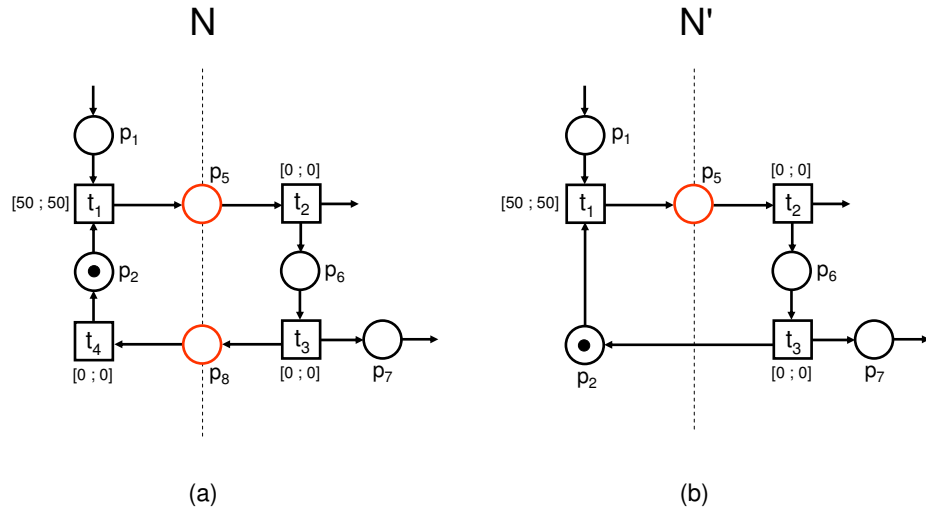 N
p1
[50 ; 50]
t1
p5
[0 ; 0]
t2
p2
p6
t4
[0 ; 0]
p8
t3
[0 ; 0]
p7
(a)
N'
p1
[50 ; 50]
t1
p5
[0 ; 0]
t2
p6
p2
t3
[0 ; 0]
p7
(b)